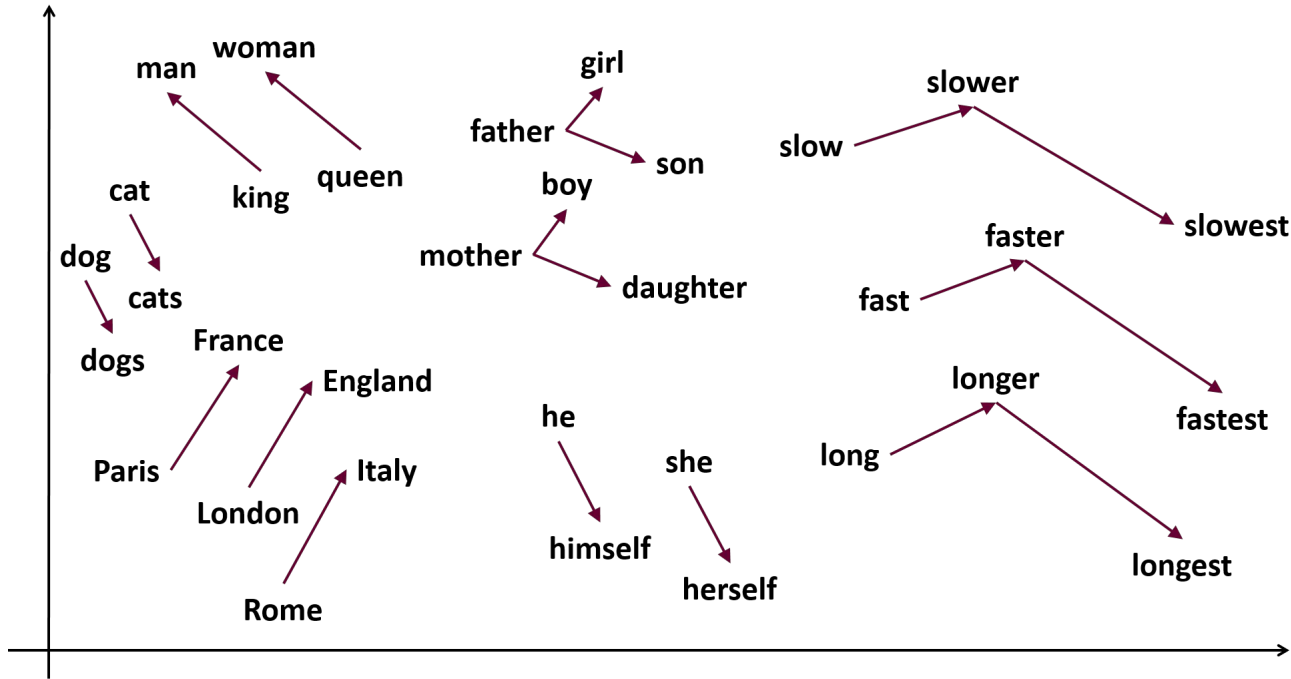 woman
man
king
queen
cat
dog
cats
dogs
France
England
Paris
London
Italy
Rome
girl
father
son
boy
mother
daughter
he
she
himself
herself
slower
slow
slowest
faster
fast
fastest
longer
long
longest